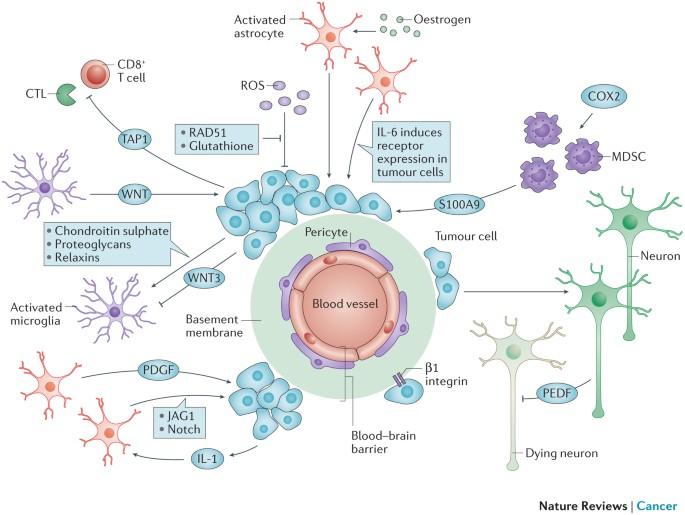 Activated
astrocyte
Oestrogen
CD8+
T cell
CTL
ROS
COX2
TAP1
• RAD51
• Glutathione
IL-6 induces
receptor
expression in
tumour cells
MDSC
WNT
S100A9
• Chondroitin sulphate
• Proteoglycans
• Relaxins
Pericyte
Tumour cell
Neuron
WNT3
Activated
microglia
Blood vessel
Basement
membrane
PDGF
β1
integrin
PEDF
• JAG1
• Notch
Blood–brain
barrier
IL-1
Dying neuron
Nature Reviews | Cancer